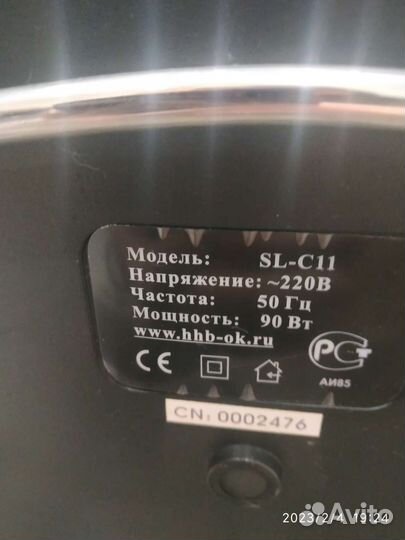 Модель: SL-C11
Напряжение: ~220В
Частота: 50 Гц
Мощность: 90 Вт
www.hhb-ok.ru
CE
РСТ
АИ85
CN: 0002476
2023/2/4 19:24
Avito